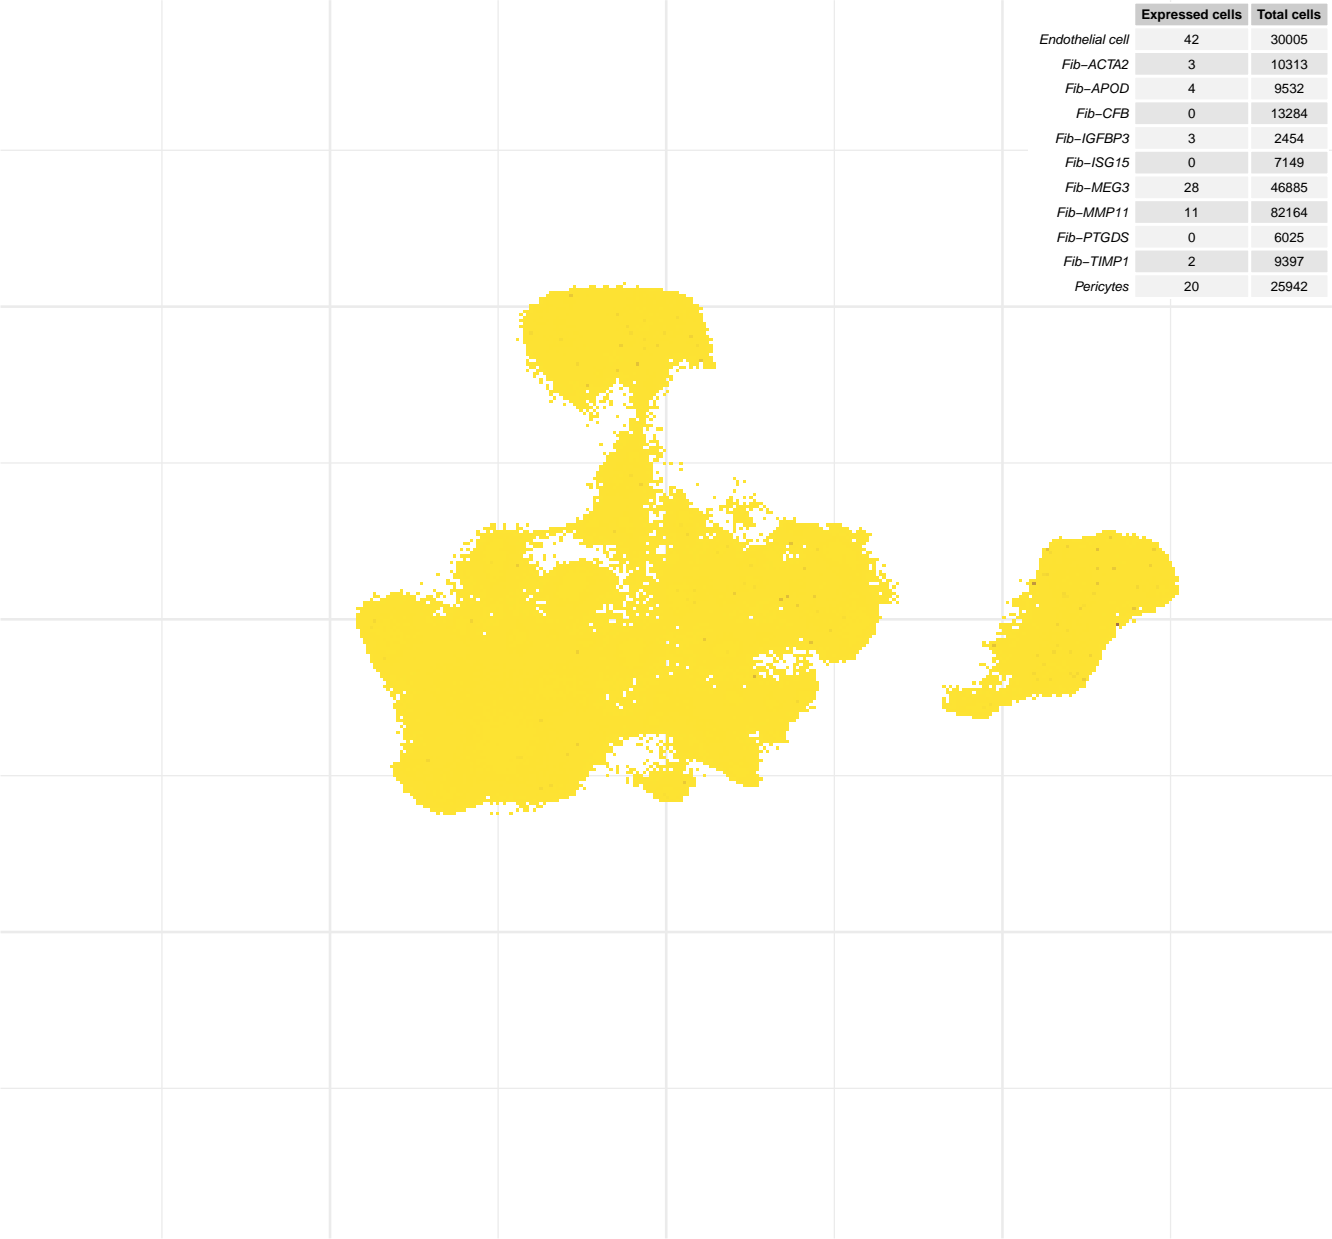 Expressed cells Total cells
Endothelial cell 42 30005
Fib−ACTA2 3 10313
Fib−APOD 4 9532
Fib−CFB 0 13284
Fib−IGFBP3 3 2454
Fib−ISG15 0 7149
Fib−MEG3 28 46885
Fib−MMP11 11 82164
Fib−PTGDS 0 6025
Fib−TIMP1 2 9397
Pericytes 20 25942